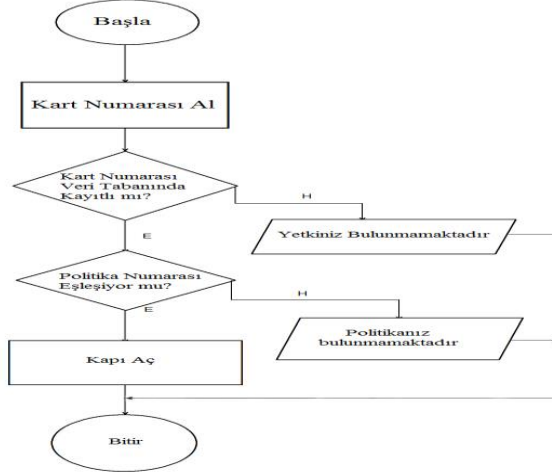 Başla
Kart Numarası Al
Kart Numarası
Veri Tabanında
Kayıtlı mı?
H
Yetkiniz Bulunmamaktadır
E
Politika Numarası
Eşleşiyor mu?
H
E
Politikanız
bulunmamaktadır
Kapı Aç
Bitir